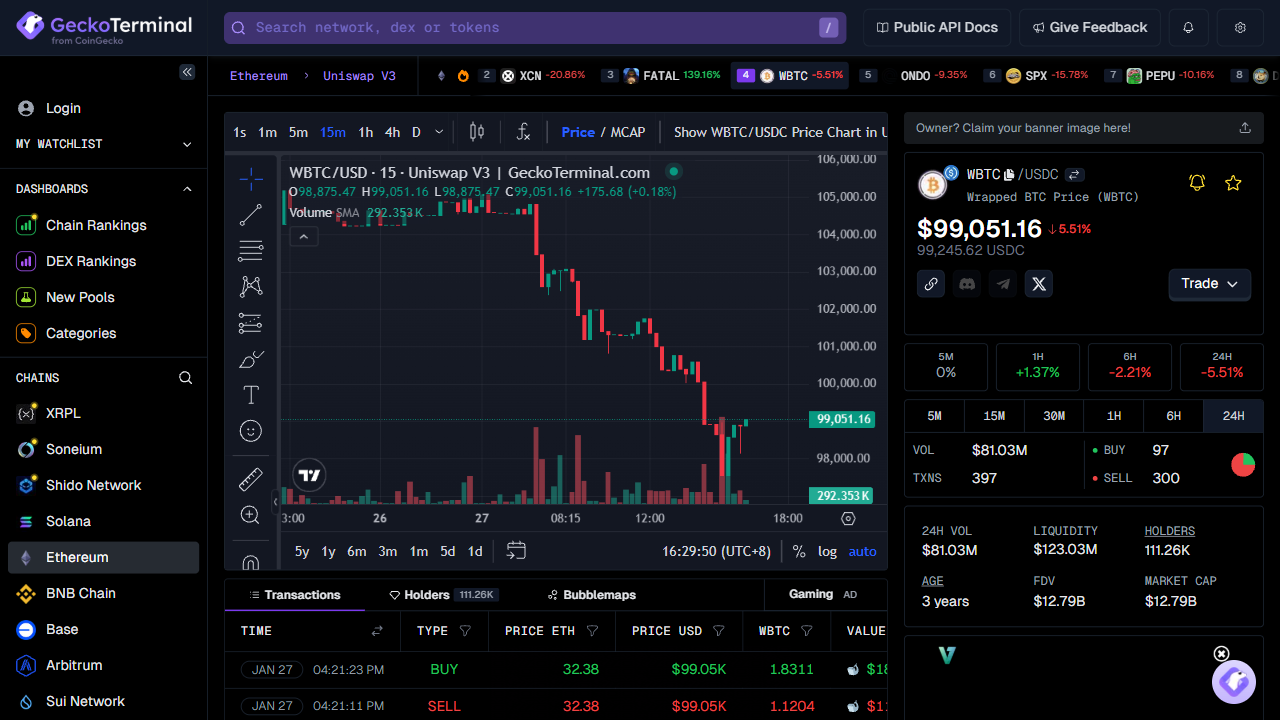 GeckoTerminal
from CoinGecko
Search network, dex or tokens
/
Public API Docs
Give Feedback
Login
MY WATCHLIST
DASHBOARDS
Chain Rankings
DEX Rankings
New Pools
Categories
CHAINS
XRPL
Soneium
Shido Network
Solana
Ethereum
BNB Chain
Base
Arbitrum
Sui Network
Ethereum > Uniswap V3
2 XCN -20.86%
3 FATAL 139.16%
4 WBTC -5.51%
5 ONDO -9.35%
6 SPX -15.78%
7 PEPU -10.16%
8
1s 1m 5m 15m 1h 4h D
Price / MCAP
Show WBTC/USDC Price Chart in U
WBTC/USD · 15 · Uniswap V3 | GeckoTerminal.com
O98,875.47 H99,051.16 L98,875.47 C99,051.16 +175.68 (+0.18%)
Volume SMA 292.353K
106,000.00
105,000.00
104,000.00
103,000.00
102,000.00
101,000.00
100,000.00
99,051.16
98,000.00
292.353K
3:00 26 27 08:15 12:00 18:00
5y 1y 6m 3m 1m 5d 1d
16:29:50 (UTC+8) % log auto
Transactions
Holders 111.26K
Bubblemaps
Gaming AD
TIME TYPE PRICE ETH PRICE USD WBTC VALUE
JAN 27 04:21:23 PM BUY 32.38 $99.05K 1.8311 $18
JAN 27 04:21:11 PM SELL 32.38 $99.05K 1.1204 $11
Owner? Claim your banner image here!
WBTC /USDC
Wrapped BTC Price (WBTC)
$99,051.16 ↓5.51%
99,245.62 USDC
Trade
5M 1H 6H 24H
0% +1.37% -2.21% -5.51%
5M 15M 30M 1H 6H 24H
VOL $81.03M
BUY 97
TXNS 397
SELL 300
24H VOL LIQUIDITY HOLDERS
$81.03M $123.03M 111.26K
AGE FDV MARKET CAP
3 years $12.79B $12.79B